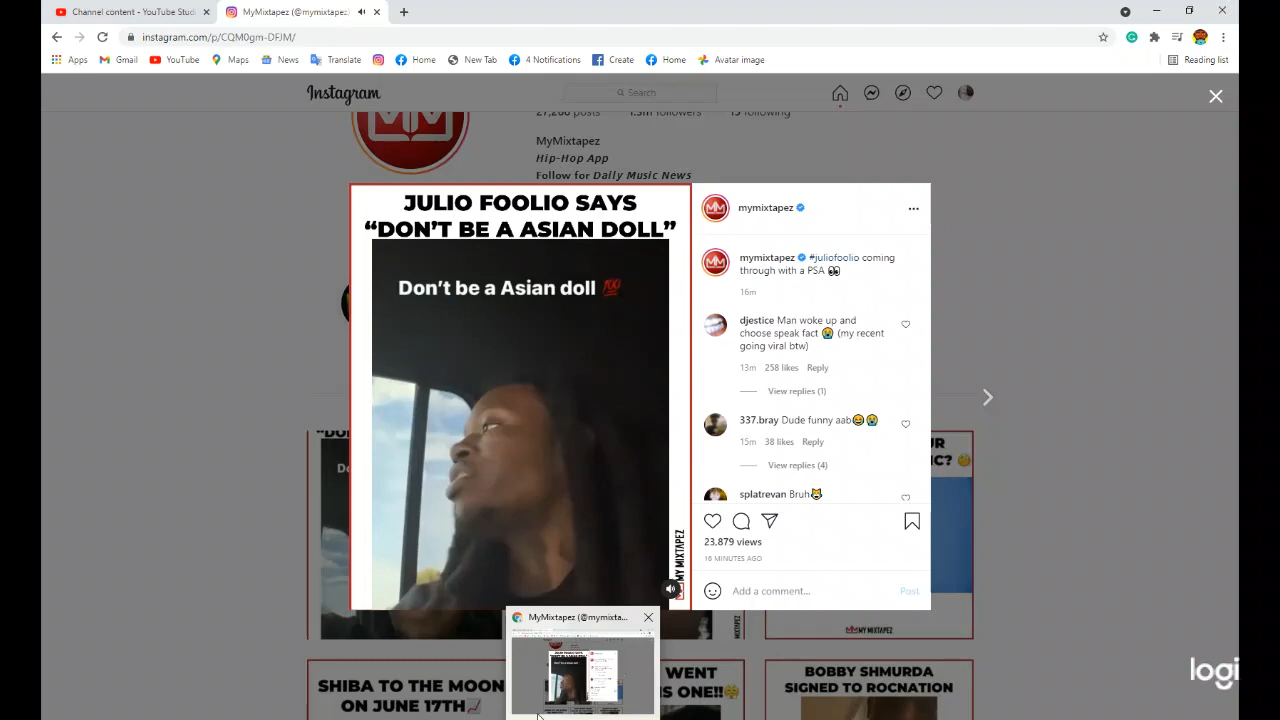 Channel content - YouTube Stud
MyMixtapez (@mymixtapez
instagram.com/p/CQM0gm-DFJM/
Apps
Gmail
YouTube
Maps
News
Translate
Home
New Tab
4 Notifications
Create
Home
Avatar image
Reading list
Instagram
Search
27,200 posts 1.3m followers 15 following
MyMixtapez
Hip-Hop App
Follow for Daily Music News
JULIO FOOLIO SAYS
“DON’T BE A ASIAN DOLL”
Don’t be a Asian doll 💯
MY MIXTAPEZ
mymixtapez
mymixtapez #juliofoolio coming
through with a PSA 👀
16m
djestice Man woke up and
choose speak fact 😭 (my recent
going viral btw)
13m 258 likes Reply
View replies (1)
337.bray Dude funny aab😂😭
15m 38 likes Reply
View replies (4)
splatrevan Bruh😹
23,879 views
16 MINUTES AGO
Add a comment...
Post
MyMixtapez (@mymixta...
MY MIXTAPEZ
SHIBA TO THE MOON
ON JUNE 17TH
WENT
IS ONE!!
BOBBY SHMURDA
SIGNED TO ROCNATION
logi